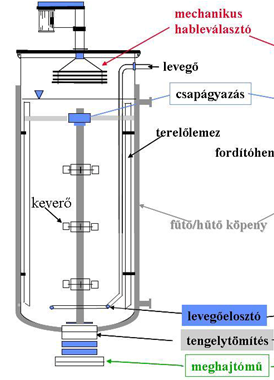 mechanikus
hableválasztó
levegő
csapágyazás
terelőlemez
fordítóhen
keverő
fűtő/hűtő köpeny
levegőelosztó
tengelytömítés
meghajtómű